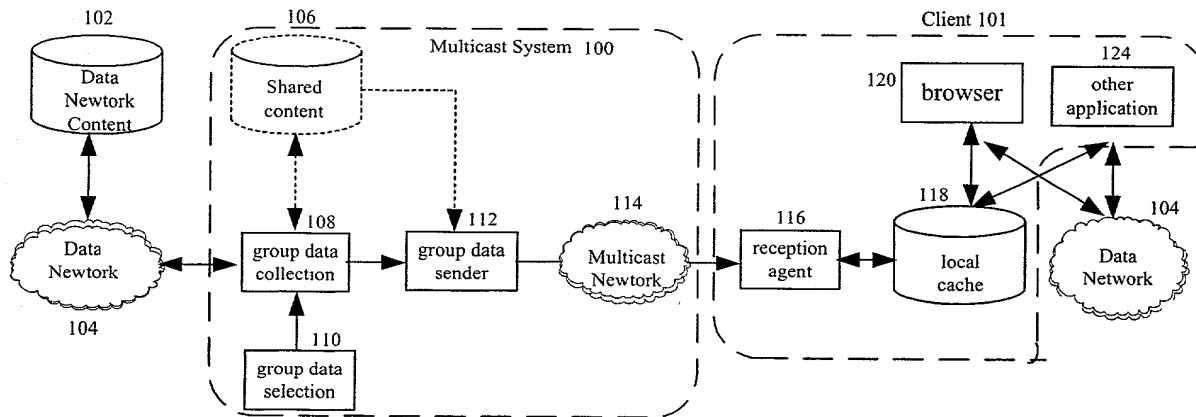 102
Data
Newtork
Content
Data
Newtork
104
Multicast System 100
106
Shared
content
108
group data
collection
110
group data
selection
112
group data
sender
114
Multicast
Newtork
Client 101
116
reception
agent
118
local
cache
120
browser
124
other
application
104
Data
Network